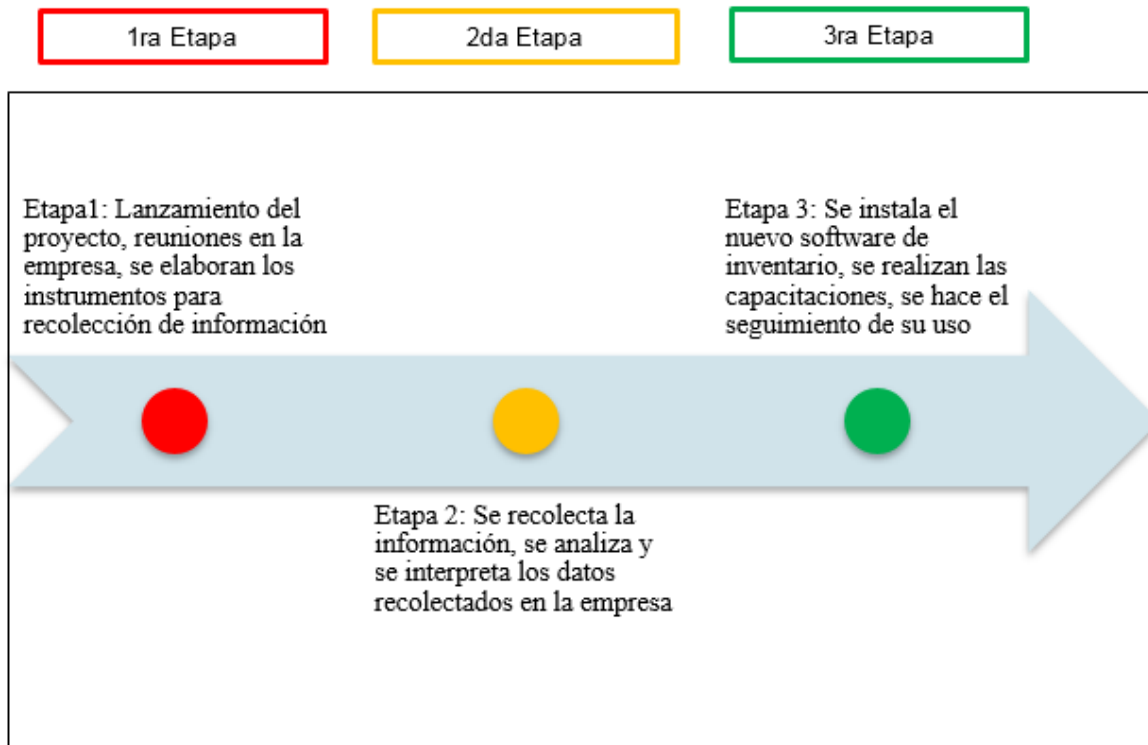 1ra Etapa
2da Etapa
3ra Etapa
Etapa1: Lanzamiento del
proyecto, reuniones en la
empresa, se elaboran los
instrumentos para
recolección de información
Etapa 3: Se instala el
nuevo software de
inventario, se realizan las
capacitaciones, se hace el
seguimiento de su uso
Etapa 2: Se recolecta la
información, se analiza y
se interpreta los datos
recolectados en la empresa